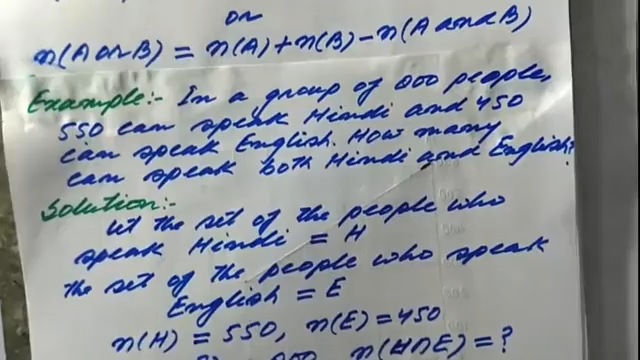 or
n(A or B) = n(A)+n(B)-n(A and B)
Example:- In a group of 800 people,
550 can speak Hindi and 450
can speak English. How many
can speak both Hindi and English?
Solution:-
let the set of the people who
speak Hindi = H
the set of the people who speak
English = E
n(H) = 550, n(E)=450
n(H∩E) = ?